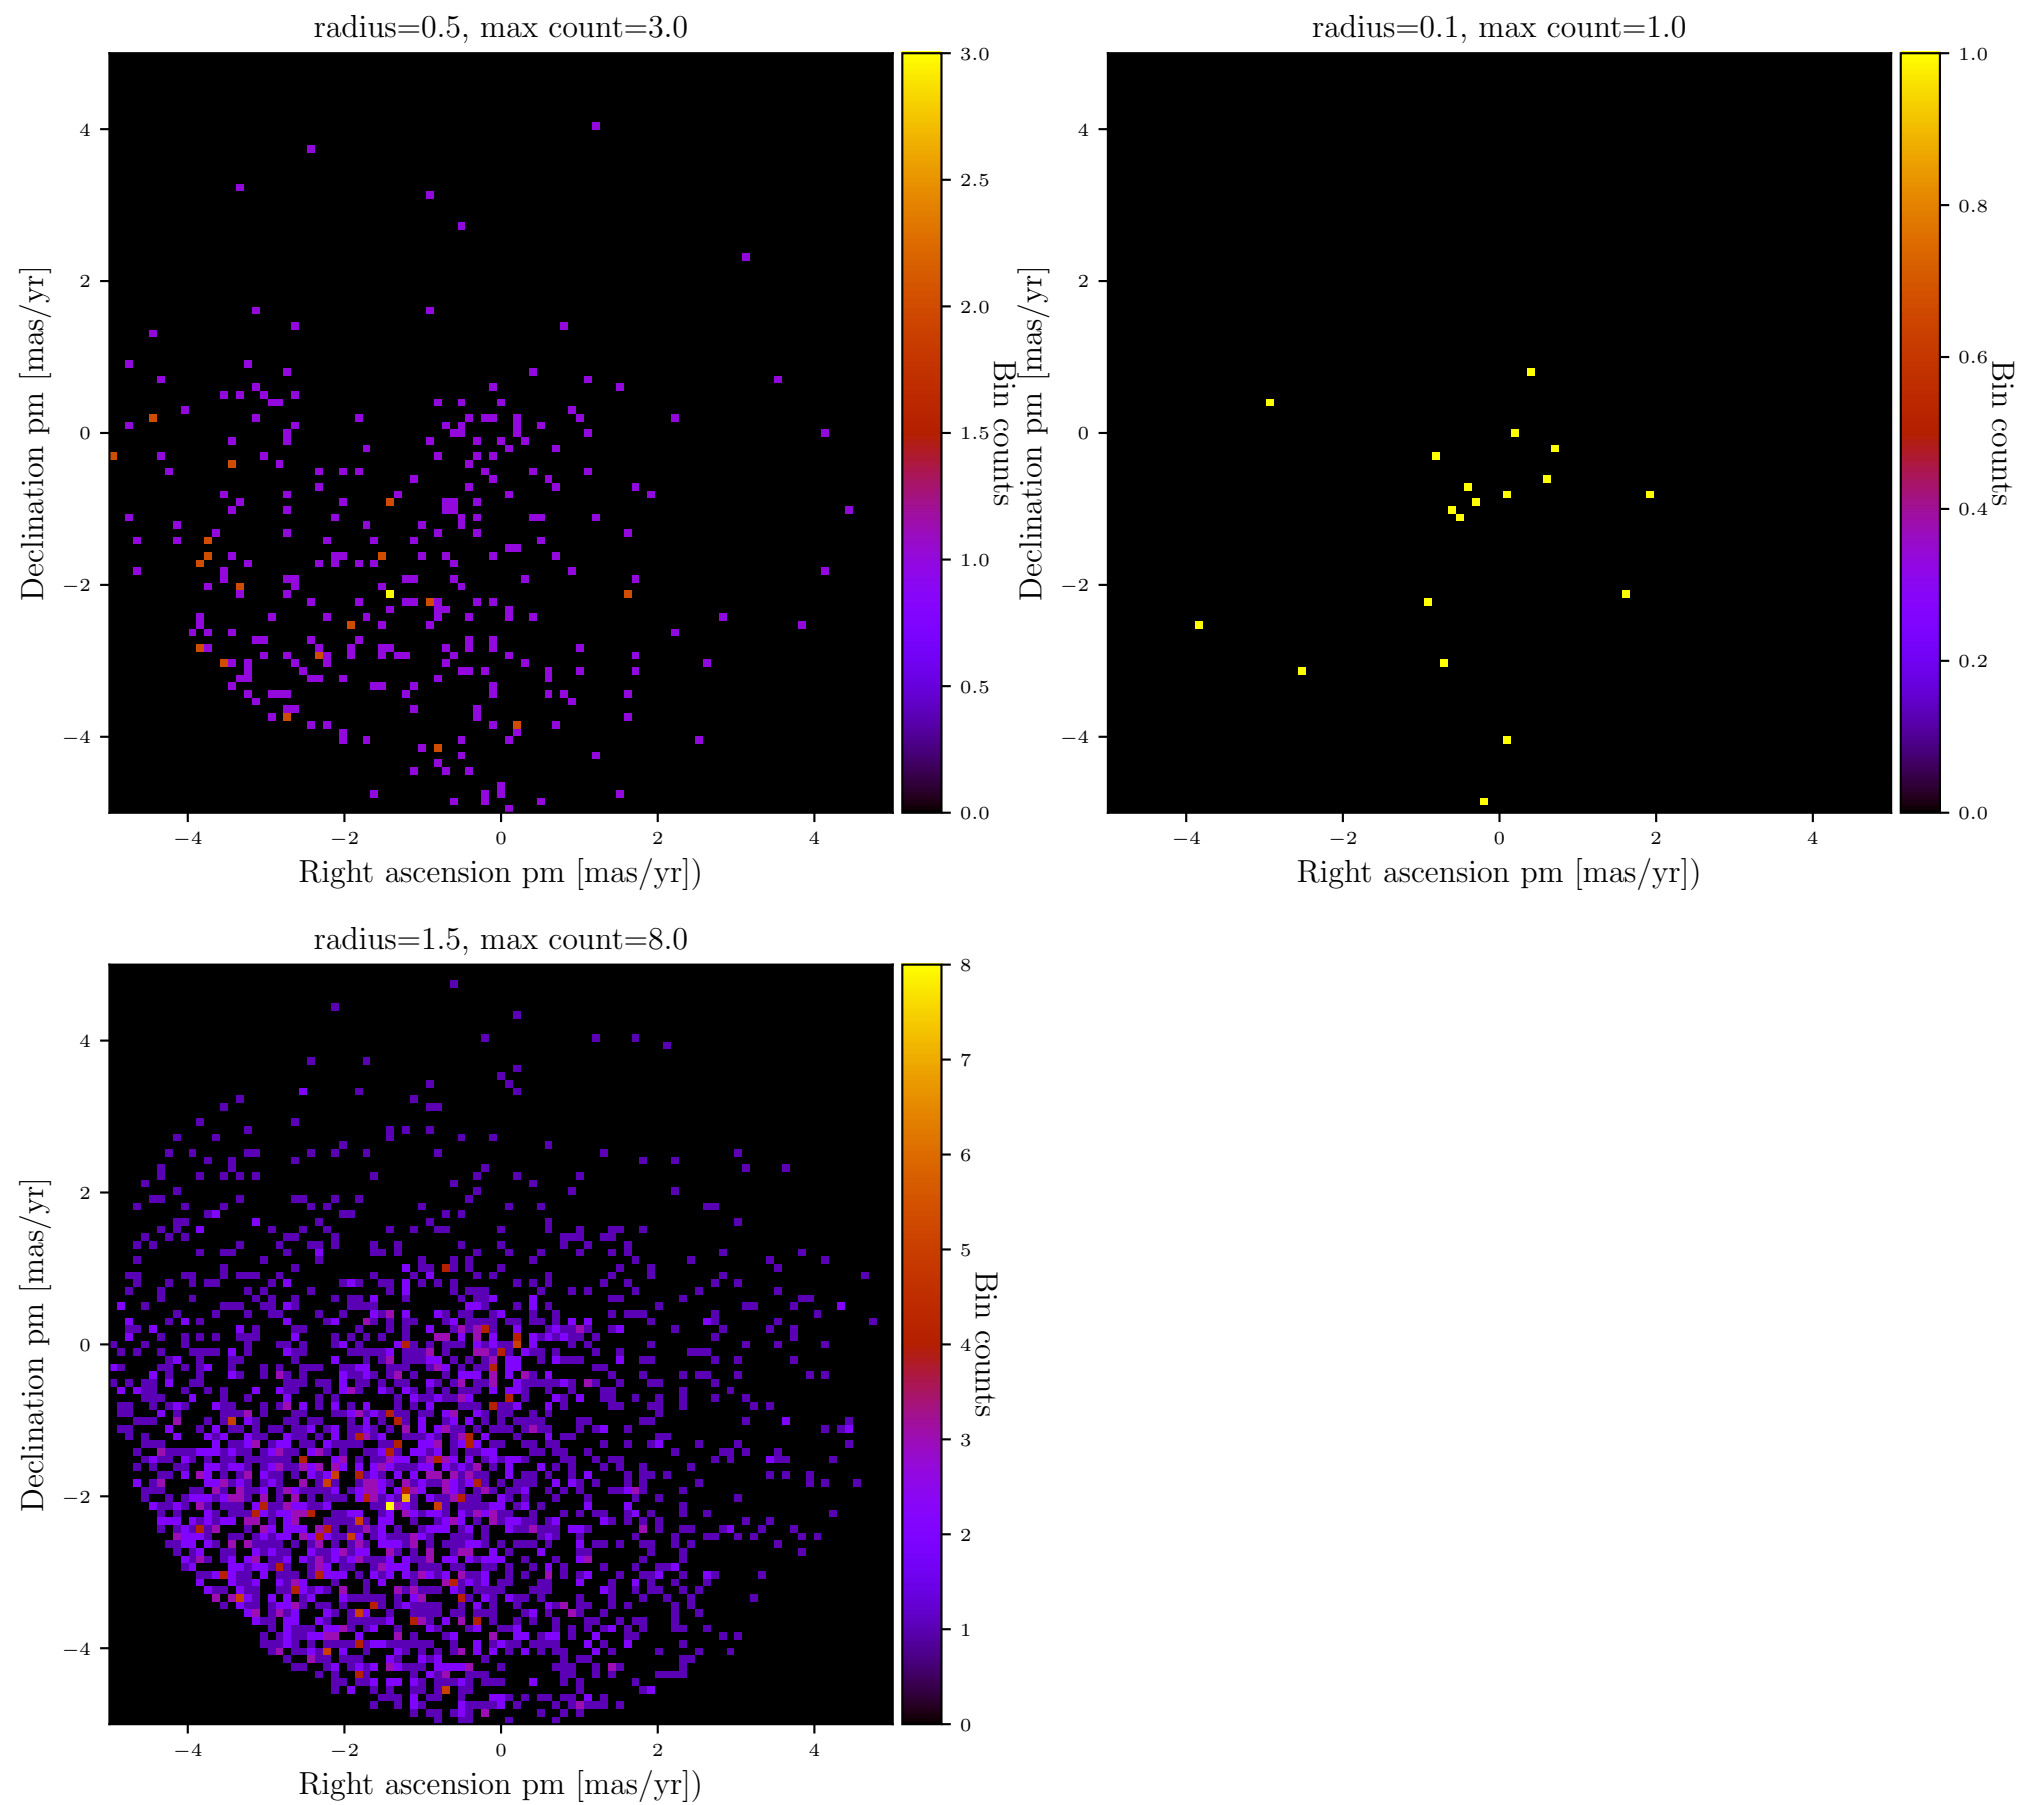 radius=0.5, max count=3.0
3.0
2.5
2.0
1.5
1.0
0.5
0.0
Bin counts
4
2
0
−2
−4
Declination pm [mas/yr]
−4 −2 0 2 4
Right ascension pm [mas/yr])
radius=0.1, max count=1.0
1.0
0.8
0.6
0.4
0.2
0.0
Bin counts
4
2
0
−2
−4
Declination pm [mas/yr]
−4 −2 0 2 4
Right ascension pm [mas/yr])
radius=1.5, max count=8.0
8
7
6
5
4
3
2
1
0
Bin counts
4
2
0
−2
−4
Declination pm [mas/yr]
−4 −2 0 2 4
Right ascension pm [mas/yr])